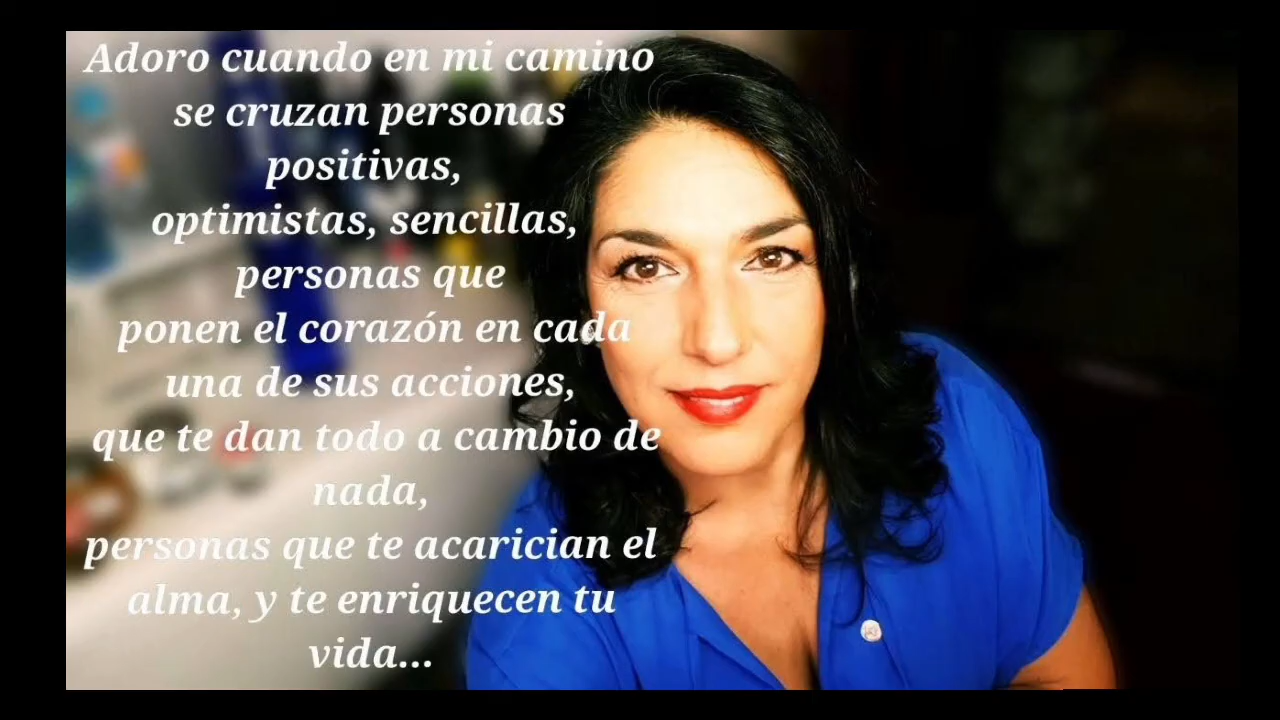 Adoro cuando en mi camino
se cruzan personas
positivas,
optimistas, sencillas,
personas que
ponen el corazón en cada
una de sus acciones,
que te dan todo a cambio de
nada,
personas que te acarician el
alma, y te enriquecen tu
vida...